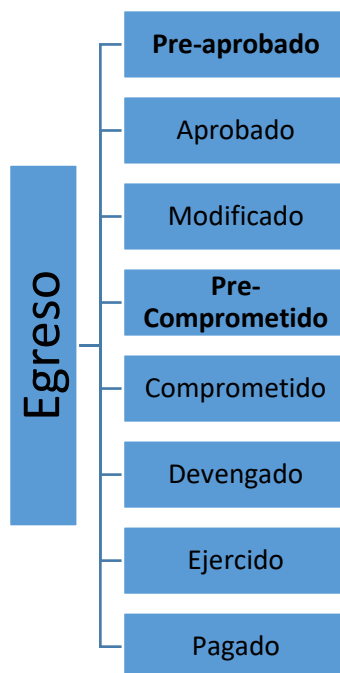 Egreso
Pre-aprobado
Aprobado
Modificado
Pre-
Comprometido
Comprometido
Devengado
Ejercido
Pagado